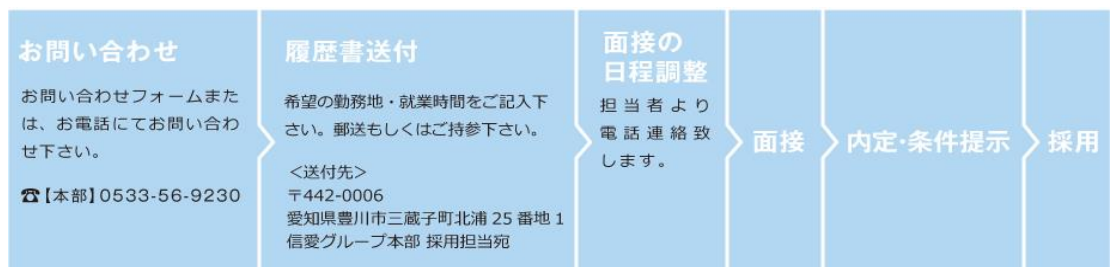 お問い合わせ
お問い合わせフォームまた
は、お電話にてお問い合わ
せ下さい。
☎【本部】0533-56-9230
履歴書送付
希望の勤務地・就業時間をご記入下
さい。郵送もしくはご持参下さい。
<送付先>
〒442-0006
愛知県豊川市三蔵子町北浦 25 番地 1
信愛グループ本部 採用担当宛
面接の
日程調整
担当者より
電話連絡致
します。
面接
内定・条件提示
採用